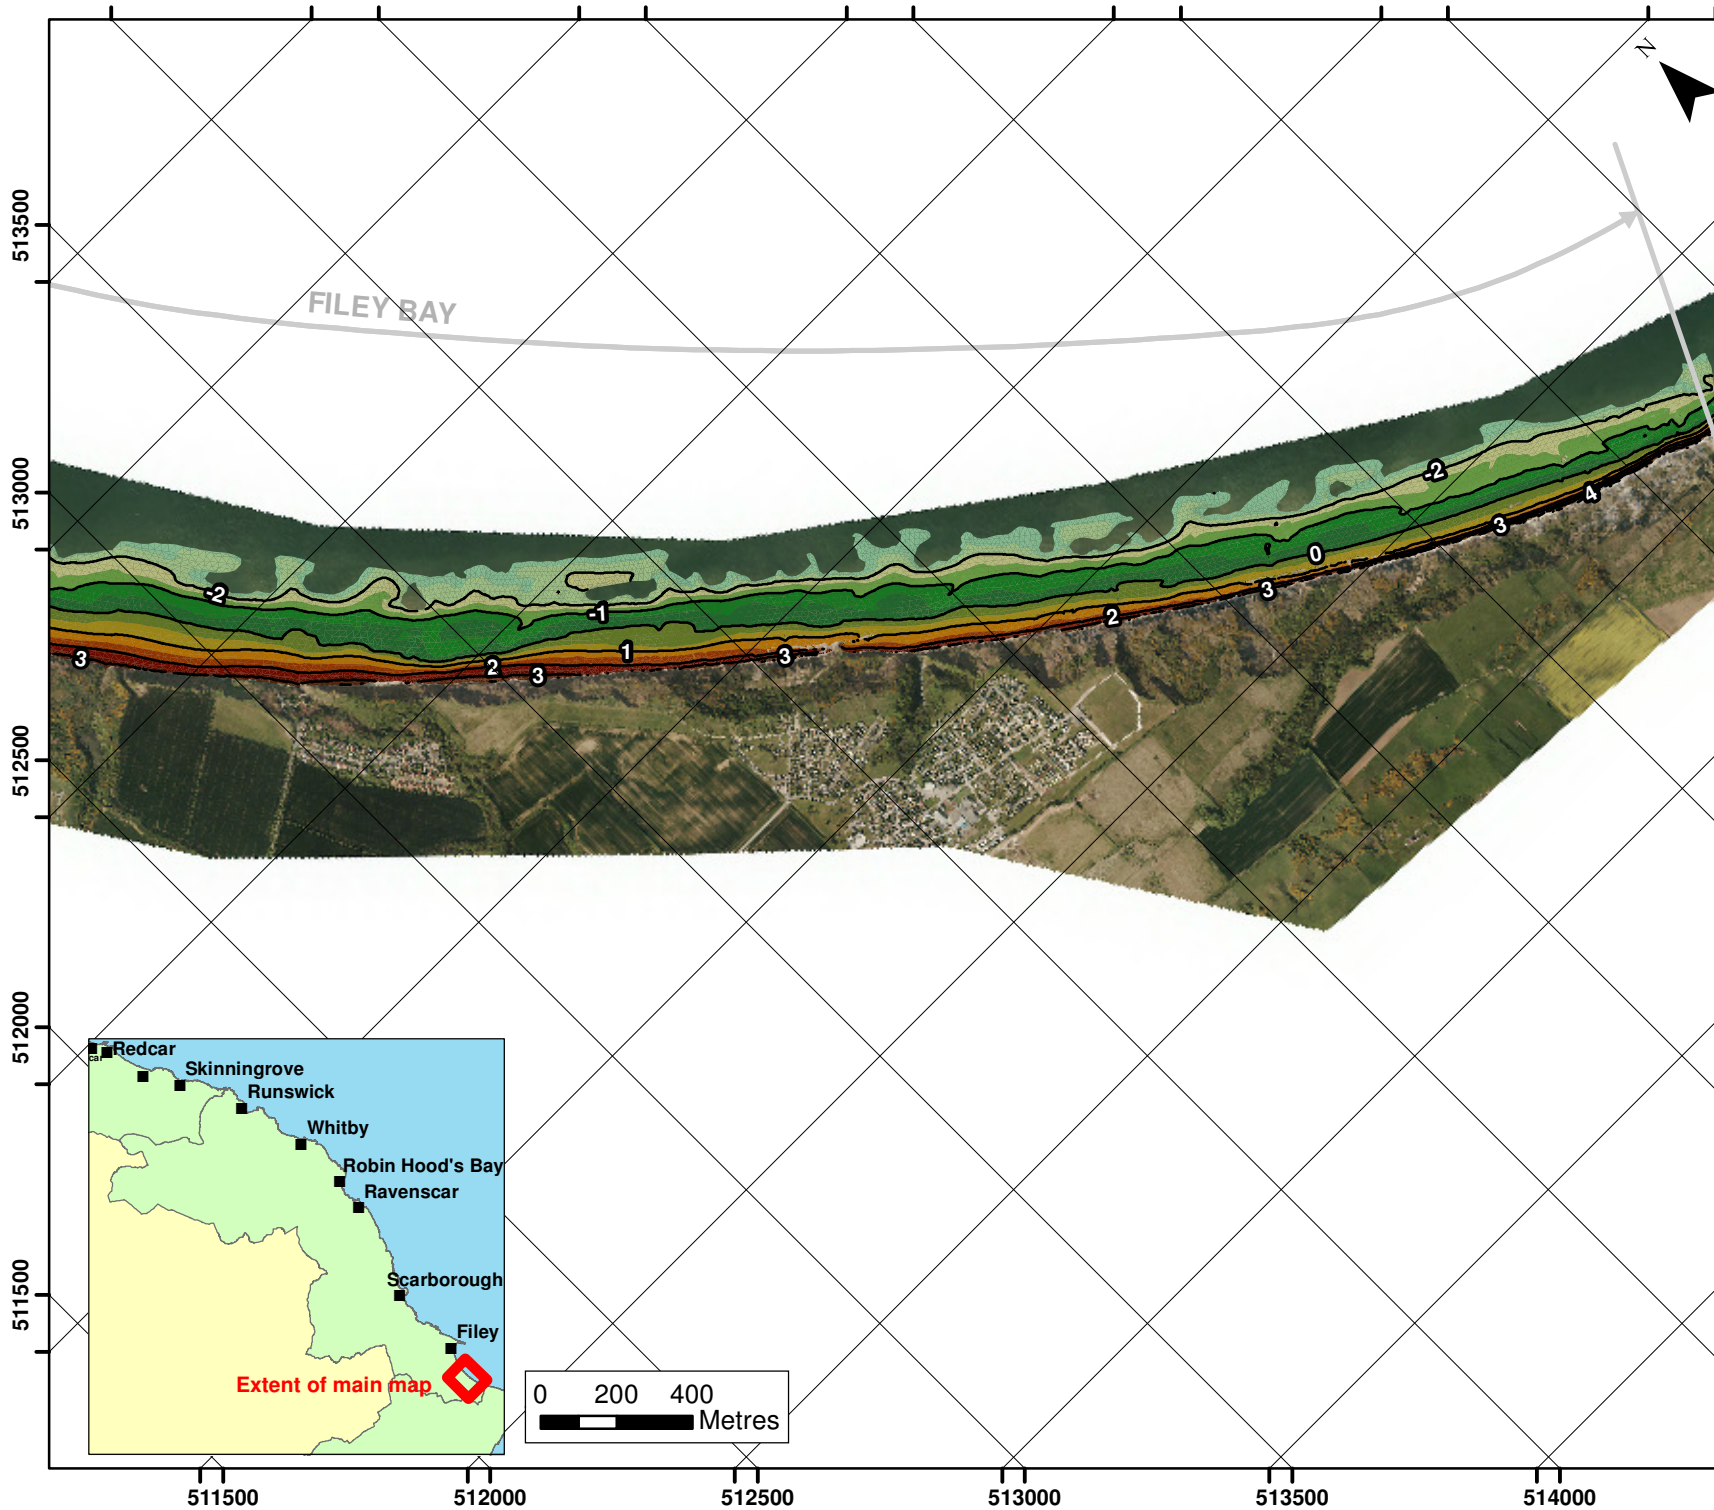 N
513500
FILEY BAY
513000
-2
4
3
0
-2
-1
3
2
1
3
2
3
3
512500
512000
Redcar
car
Skinningrove
Runswick
Whitby
Robin Hood's Bay
Ravenscar
Scarborough
Filey
Extent of main map
511500
0 200 400
Metres
511500 512000 512500 513000 513500 514000